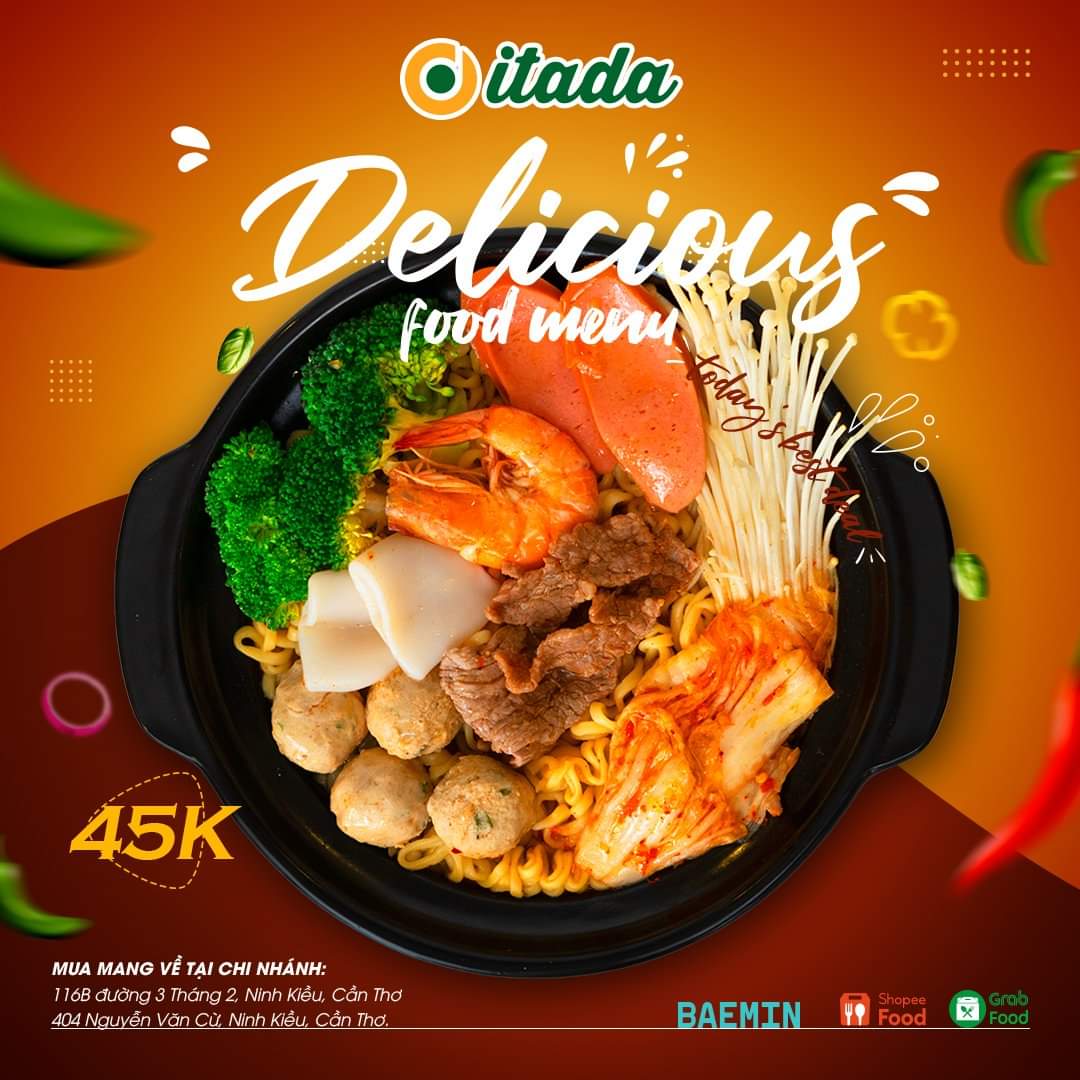 ditada
Delicious
food menu
today's best deal
45K
MUA MANG VỀ TẠI CHI NHÁNH:
116B đường 3 Tháng 2, Ninh Kiều, Cần Thơ
404 Nguyễn Văn Cừ, Ninh Kiều, Cần Thơ.
BAEMIN
Shopee
Food
Grab
Food